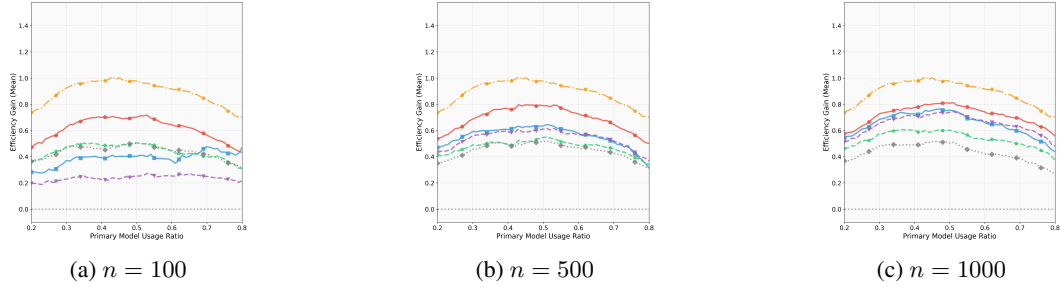 1.4
1.2
1.0
0.8
0.6
0.4
0.2
0.0
Efficiency Gain (Mean)
0.2 0.3 0.4 0.5 0.6 0.7 0.8
Primary Model Usage Ratio
(a) n = 100
1.4
1.2
1.0
0.8
0.6
0.4
0.2
0.0
Efficiency Gain (Mean)
0.2 0.3 0.4 0.5 0.6 0.7 0.8
Primary Model Usage Ratio
(b) n = 500
1.4
1.2
1.0
0.8
0.6
0.4
0.2
0.0
Efficiency Gain (Mean)
0.2 0.3 0.4 0.5 0.6 0.7 0.8
Primary Model Usage Ratio
(c) n = 1000